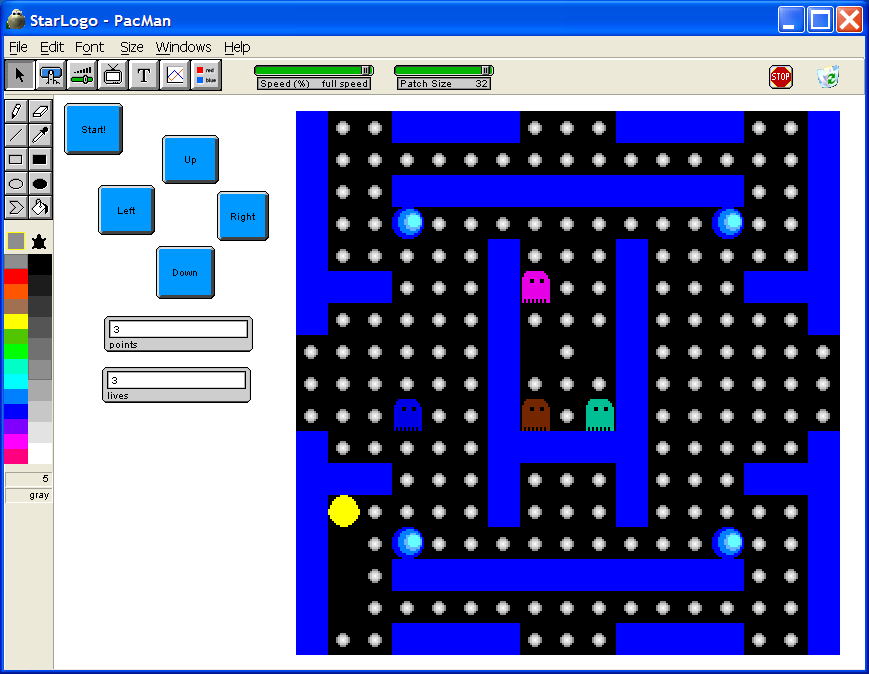 StarLogo - PacMan
File Edit Font Size Windows Help
T
red
blue
Speed (%) full speed
Patch Size 32
STOP
Start!
Up
Left
Right
Down
3
points
3
lives
5
gray